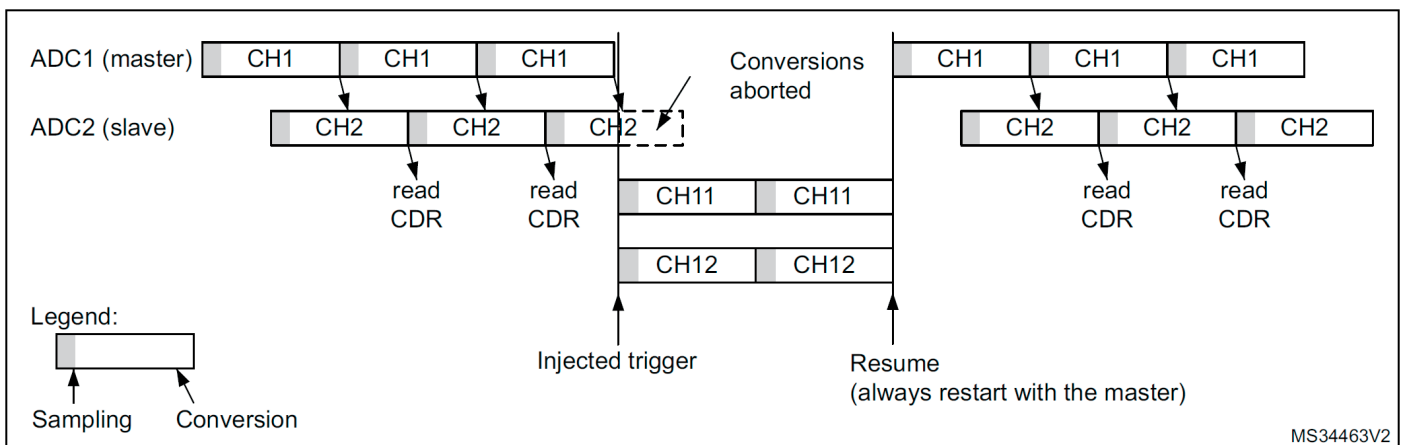 ADC1 (master) CH1 CH1 CH1 CH1 CH1 CH1
Conversions
aborted
ADC2 (slave) CH2 CH2 CH2 CH2 CH2 CH2
read read read read
CDR CDR CDR CDR
CH11 CH11
CH12 CH12
Legend:
Sampling Conversion
Injected trigger
Resume
(always restart with the master)
MS34463V2